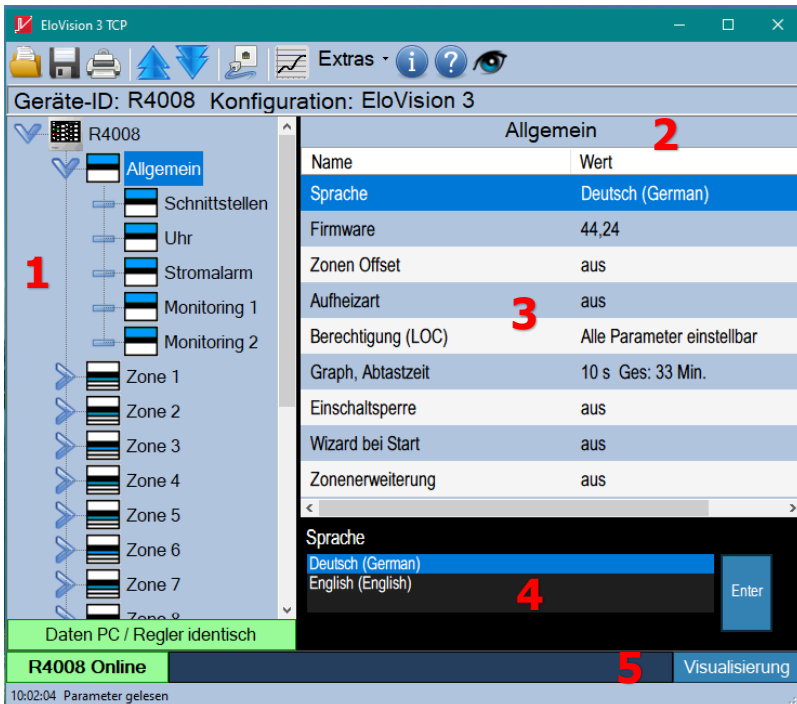 EloVision 3 TCP
Extras
Geräte-ID: R4008 Konfiguration: EloVision 3
R4008
Allgemein
Schnittstellen
Uhr
Stromalarm
Monitoring 1
Monitoring 2
Zone 1
Zone 2
Zone 3
Zone 4
Zone 5
Zone 6
Zone 7
Zone 8
1
Daten PC / Regler identisch
Allgemein 2
Name Wert
Sprache Deutsch (German)
Firmware 44,24
Zonen Offset aus
Aufheizart aus
3
Berechtigung (LOC) Alle Parameter einstellbar
Graph, Abtastzeit 10 s Ges: 33 Min.
Einschaltsperre aus
Wizard bei Start aus
Zonenerweiterung aus
Sprache
Deutsch (German)
English (English)
4
Enter
R4008 Online 5 Visualisierung
10:02:04 Parameter gelesen